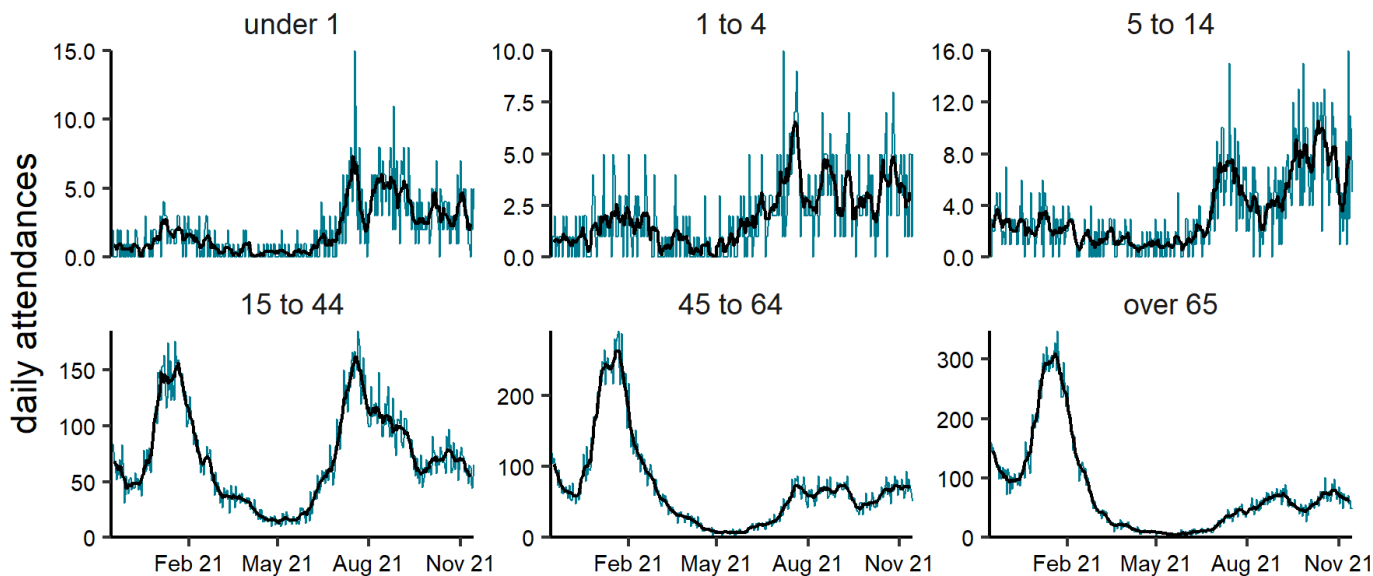 under 1
1 to 4
5 to 14
15.0
10.0
5.0
0.0
10.0
7.5
5.0
2.5
0.0
16.0
12.0
8.0
4.0
0.0
daily attendances
15 to 44
45 to 64
over 65
150
100
50
0
200
100
0
300
200
100
0
Feb 21 May 21 Aug 21 Nov 21
Feb 21 May 21 Aug 21 Nov 21
Feb 21 May 21 Aug 21 Nov 21